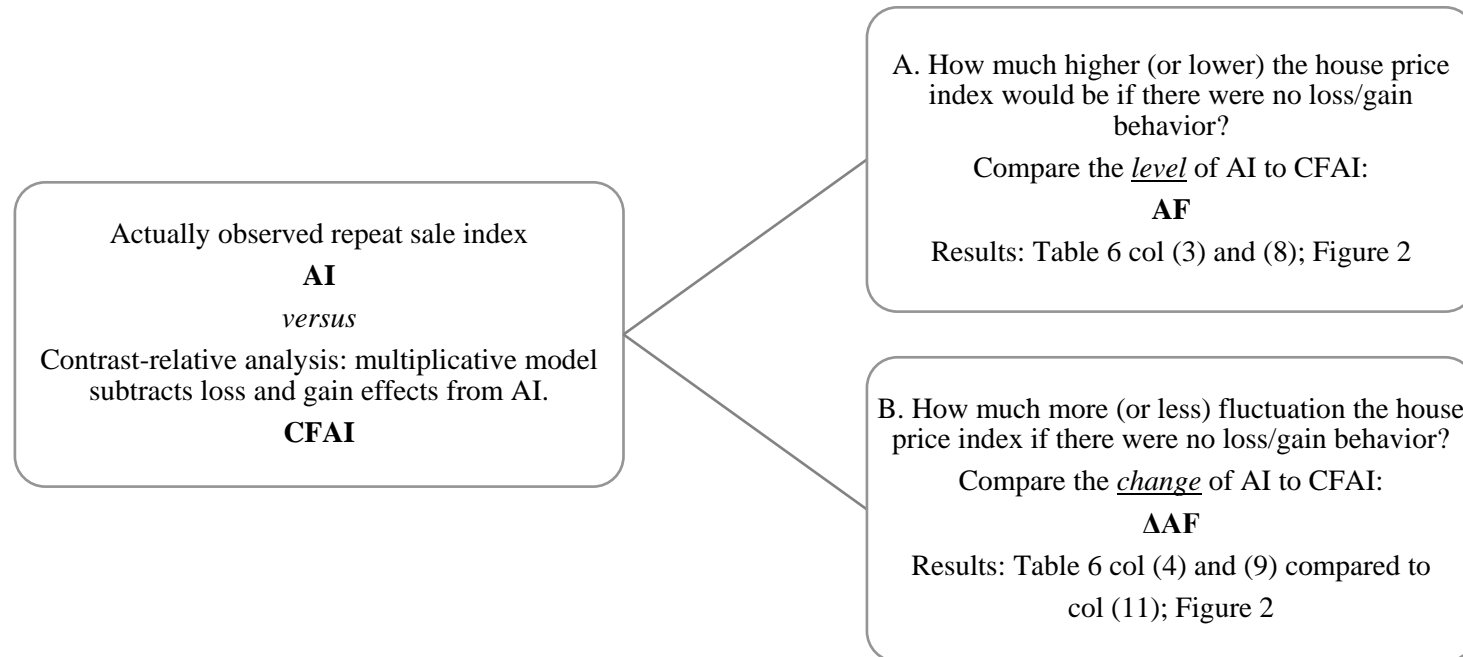 Actually observed repeat sale index
AI
versus
Contrast-relative analysis: multiplicative model
subtracts loss and gain effects from AI.
CFAI
A. How much higher (or lower) the house price
index would be if there were no loss/gain
behavior?
Compare the level of AI to CFAI:
AF
Results: Table 6 col (3) and (8); Figure 2
B. How much more (or less) fluctuation the house
price index if there were no loss/gain behavior?
Compare the change of AI to CFAI:
ΔAF
Results: Table 6 col (4) and (9) compared to
col (11); Figure 2